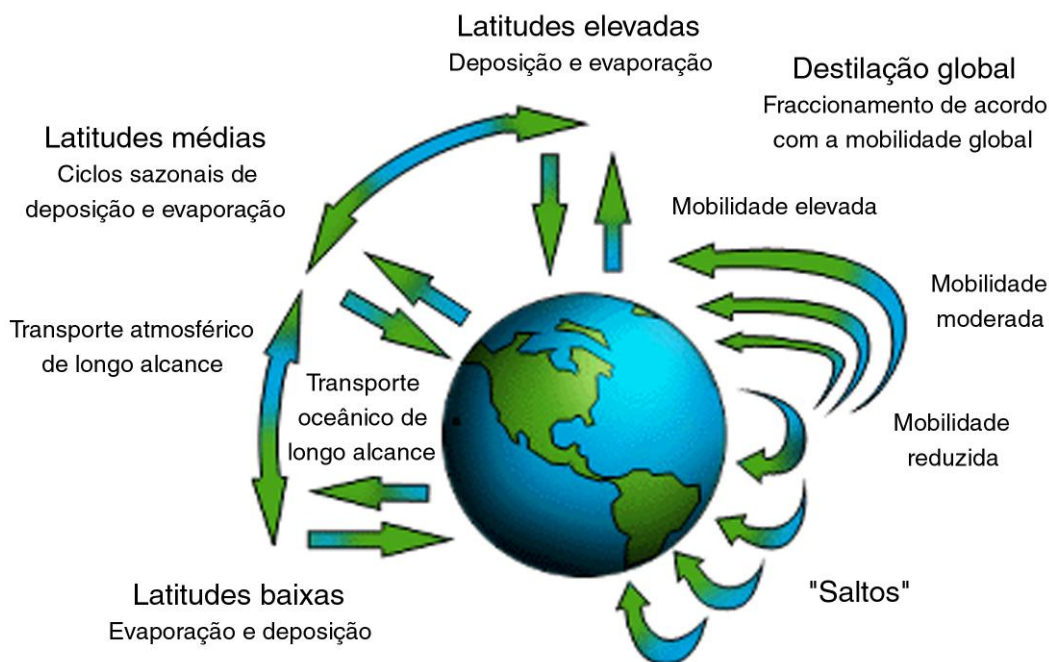 Latitudes elevadas
Deposição e evaporação
Destilação global
Fraccionamento de acordo
com a mobilidade global
Latitudes médias
Ciclos sazonais de
deposição e evaporação
Mobilidade elevada
Mobilidade
moderada
Transporte atmosférico
de longo alcance
Transporte
oceânico de
longo alcance
Mobilidade
reduzida
Latitudes baixas
Evaporação e deposição
"Saltos"